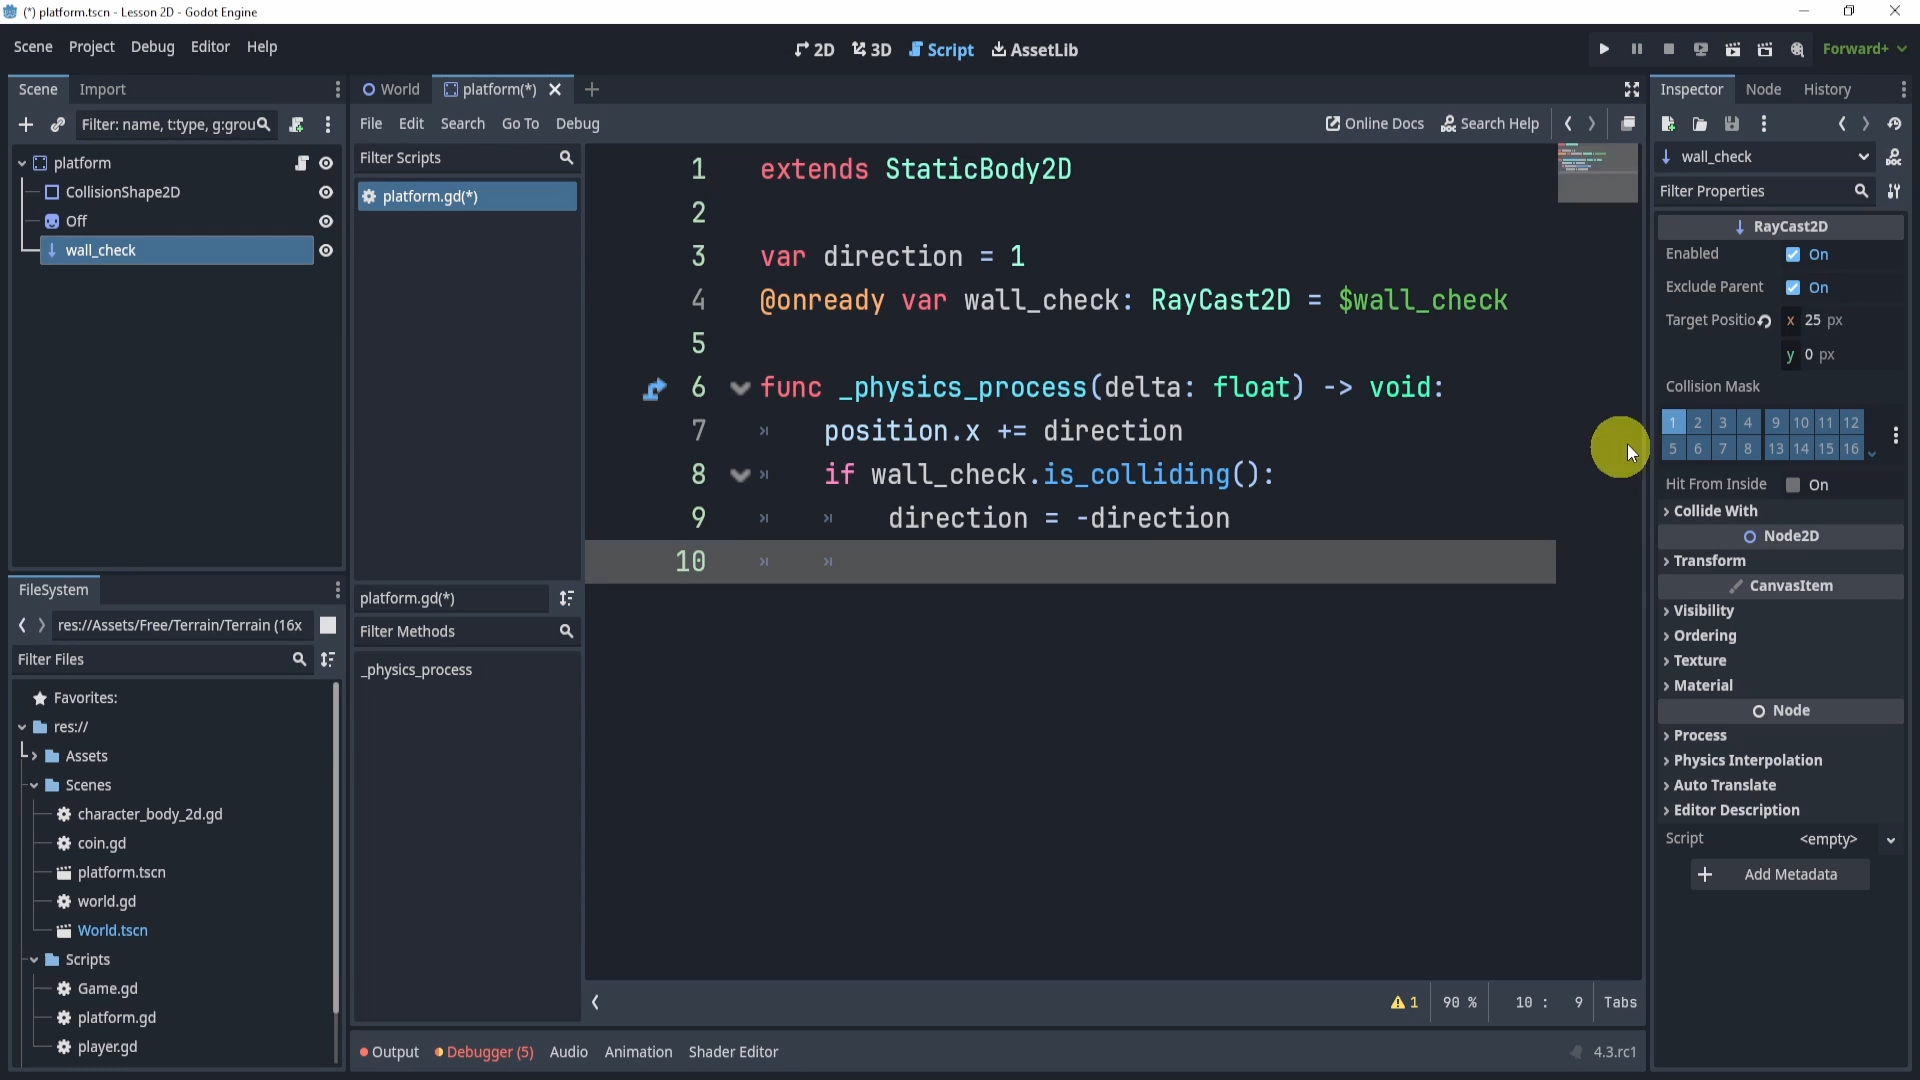 (*) platform.tscn - Lesson 2D - Godot Engine
Scene Project Debug Editor Help
2D 3D Script AssetLib
Forward+
Scene Import
World platform(*)
Inspector Node History
Filter: name, t:type, g:grou
File Edit Search Go To Debug
Online Docs Search Help
platform
CollisionShape2D
Off
wall_check
Filter Scripts
platform.gd(*)
1 extends StaticBody2D
2
3 var direction = 1
4 @onready var wall_check: RayCast2D = $wall_check
5
6 func _physics_process(delta: float) -> void:
7 position.x += direction
8 if wall_check.is_colliding():
9 direction = -direction
10
wall_check
Filter Properties
RayCast2D
Enabled On
Exclude Parent On
Target Positio x 25 px
y 0 px
Collision Mask
1 2 3 4 9 10 11 12
5 6 7 8 13 14 15 16
Hit From Inside On
Collide With
Node2D
Transform
CanvasItem
Visibility
Ordering
Texture
Material
Node
Process
Physics Interpolation
Auto Translate
Editor Description
Script <empty>
Add Metadata
FileSystem
res://Assets/Free/Terrain/Terrain (16x
Filter Files
Favorites:
res://
Assets
Scenes
character_body_2d.gd
coin.gd
platform.tscn
world.gd
World.tscn
Scripts
Game.gd
platform.gd
player.gd
platform.gd(*)
Filter Methods
_physics_process
1 90 % 10 : 9 Tabs
Output Debugger (5) Audio Animation Shader Editor
4.3.rc1